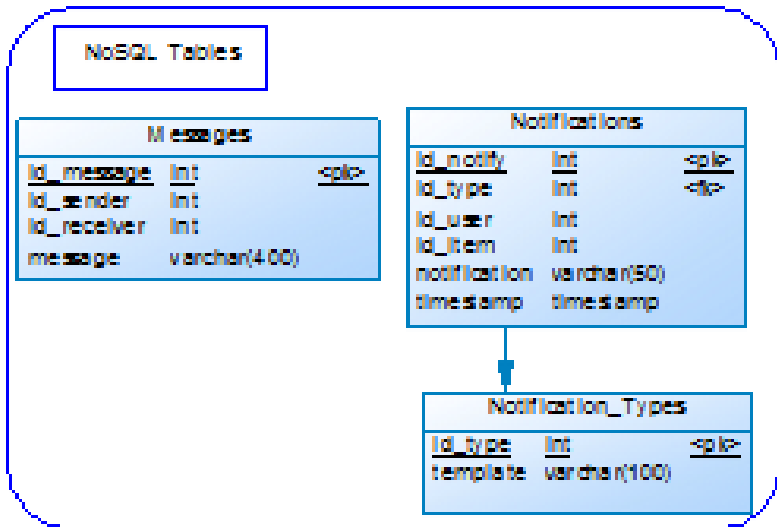 NoSQL Tables
Messages
id_message int <pk>
id_sender int
id_receiver int
message varchar(400)
Notifications
id_notify int <pk>
id_type int <fk>
id_user int
id_item int
notification varchar(50)
timestamp timestamp
Notification_Types
id_type int <pk>
template varchar(100)